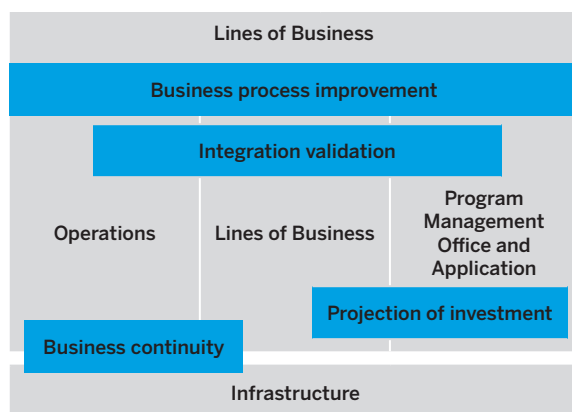 Lines of Business
Business process improvement
Integration validation
Operations
Lines of Business
Program
Management
Office and
Application
Projection of investment
Business continuity
Infrastructure